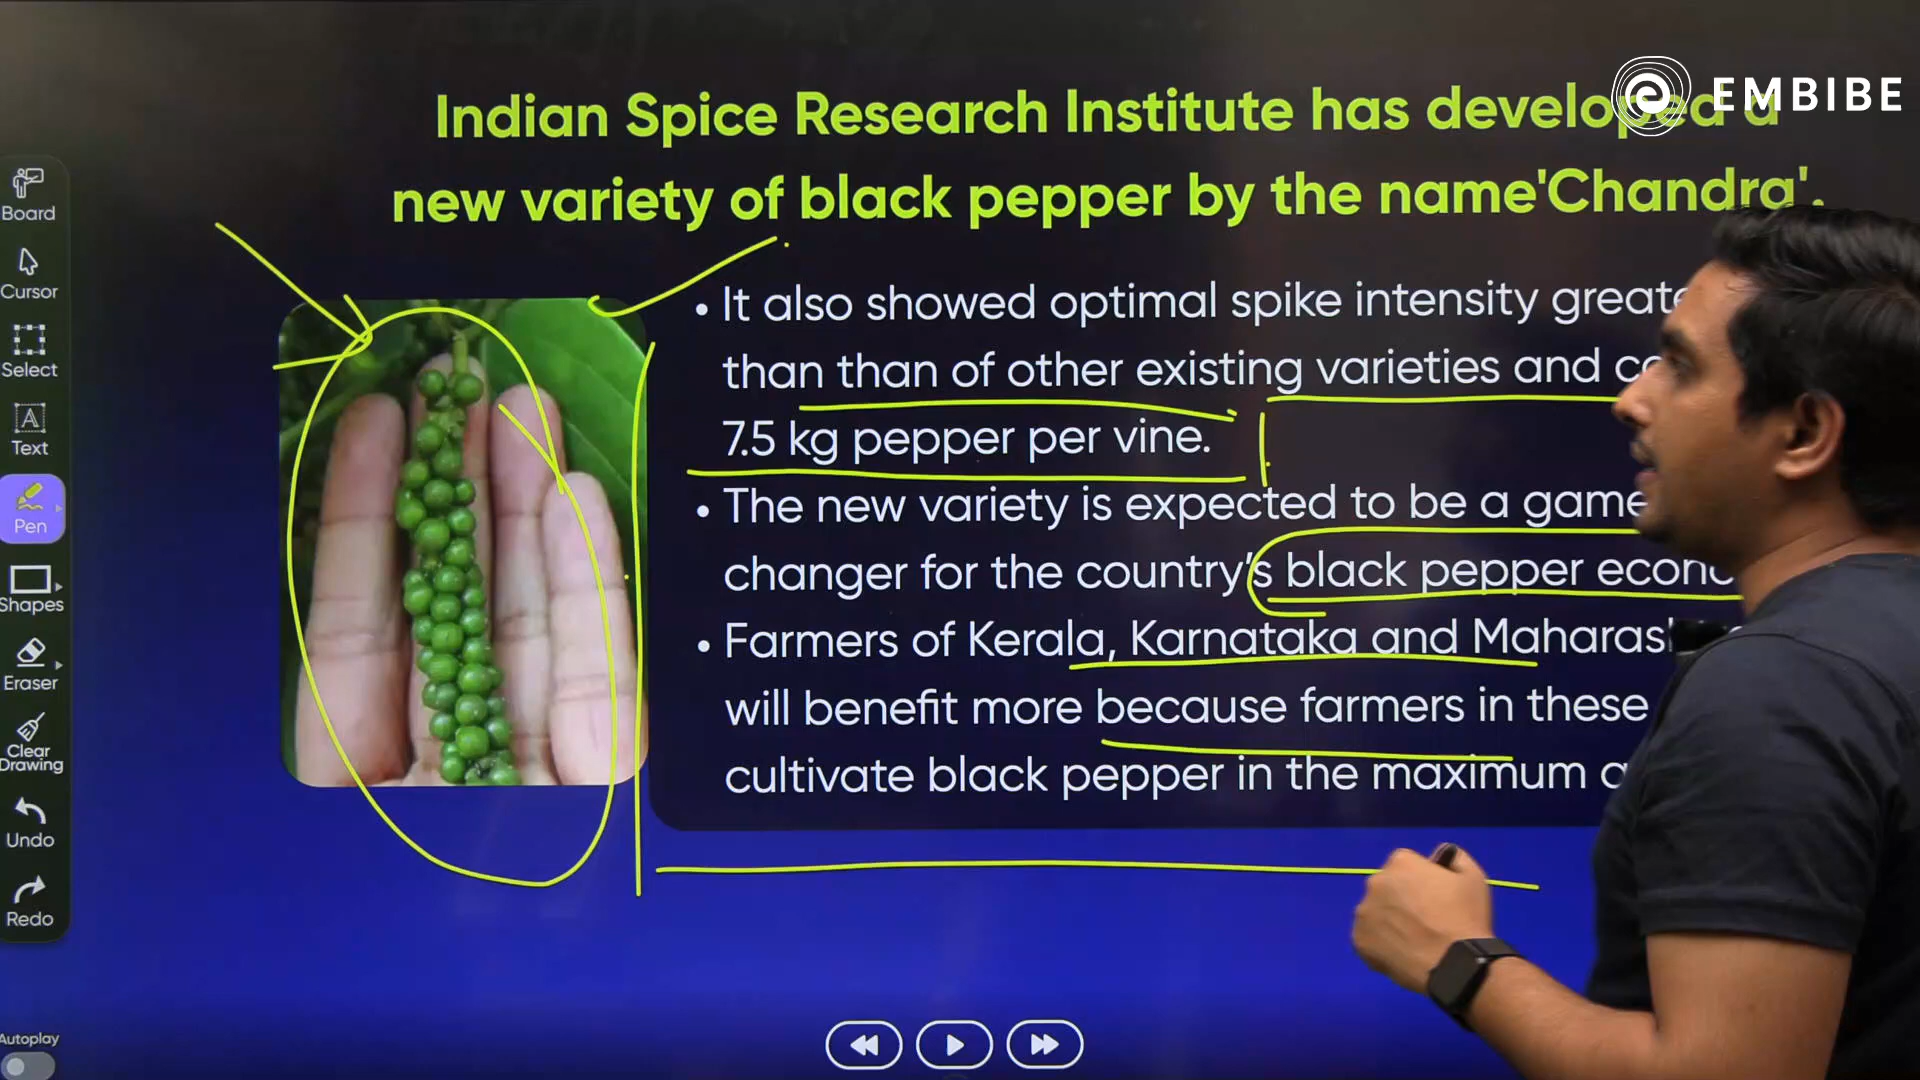 EMBIBE
Indian Spice Research Institute has developed a
new variety of black pepper by the name'Chandra'.
• It also showed optimal spike intensity
than than of other existing varieties and
7.5 kg pepper per vine.
• The new variety is expected to be a game
changer for the country's black pepper
• Farmers of Kerala, Karnataka and
will benefit more because farmers in these
cultivate black pepper in the maximum
Board
Cursor
Select
Text
Pen
Shapes
Eraser
Clear
Drawing
Undo
Redo
Autoplay